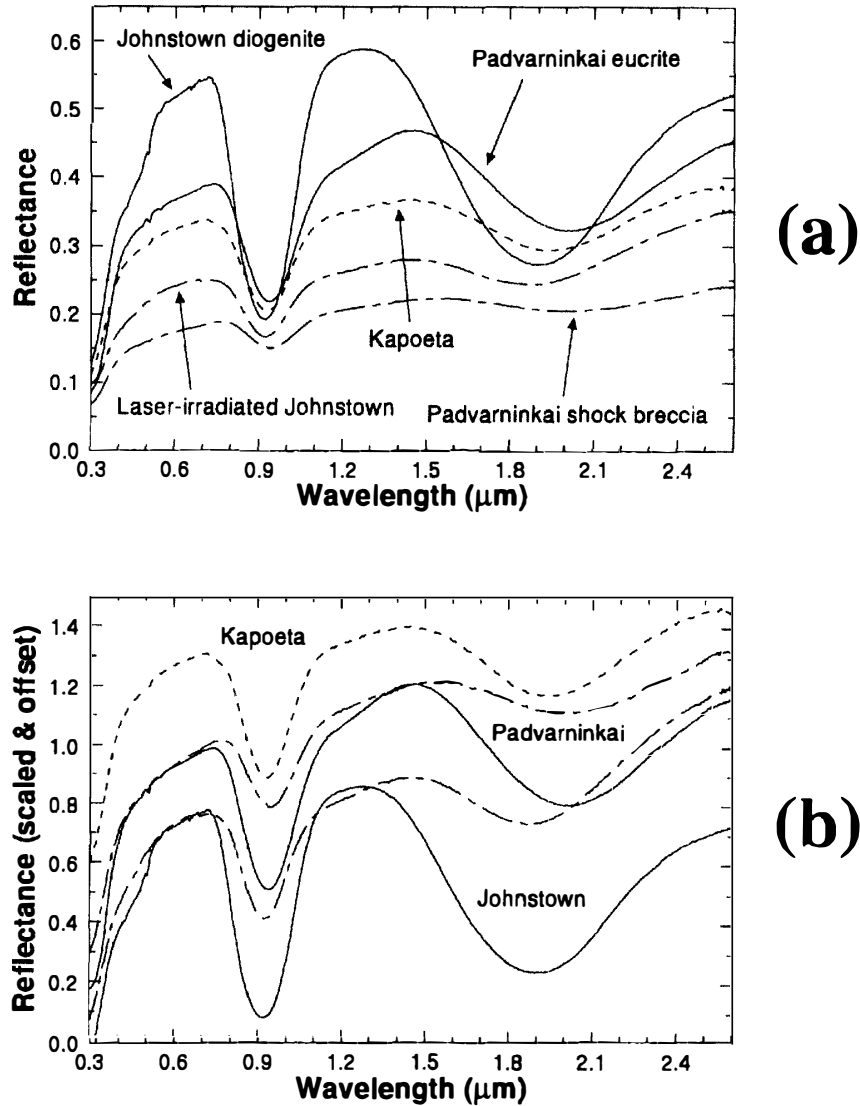 Johnstown diogenite
Padvarninkai eucrite
Kapoeta
Laser-irradiated Johnstown
Padvarninkai shock breccia
Reflectance
0.6
0.5
0.4
0.3
0.2
0.1
0.0
0.3 0.6 0.9 1.2 1.5 1.8 2.1 2.4
Wavelength (μm)
(a)
Kapoeta
Padvarninkai
Johnstown
Reflectance (scaled & offset)
1.4
1.2
1.0
0.8
0.6
0.4
0.2
0.0
0.3 0.6 0.9 1.2 1.5 1.8 2.1 2.4
Wavelength (μm)
(b)